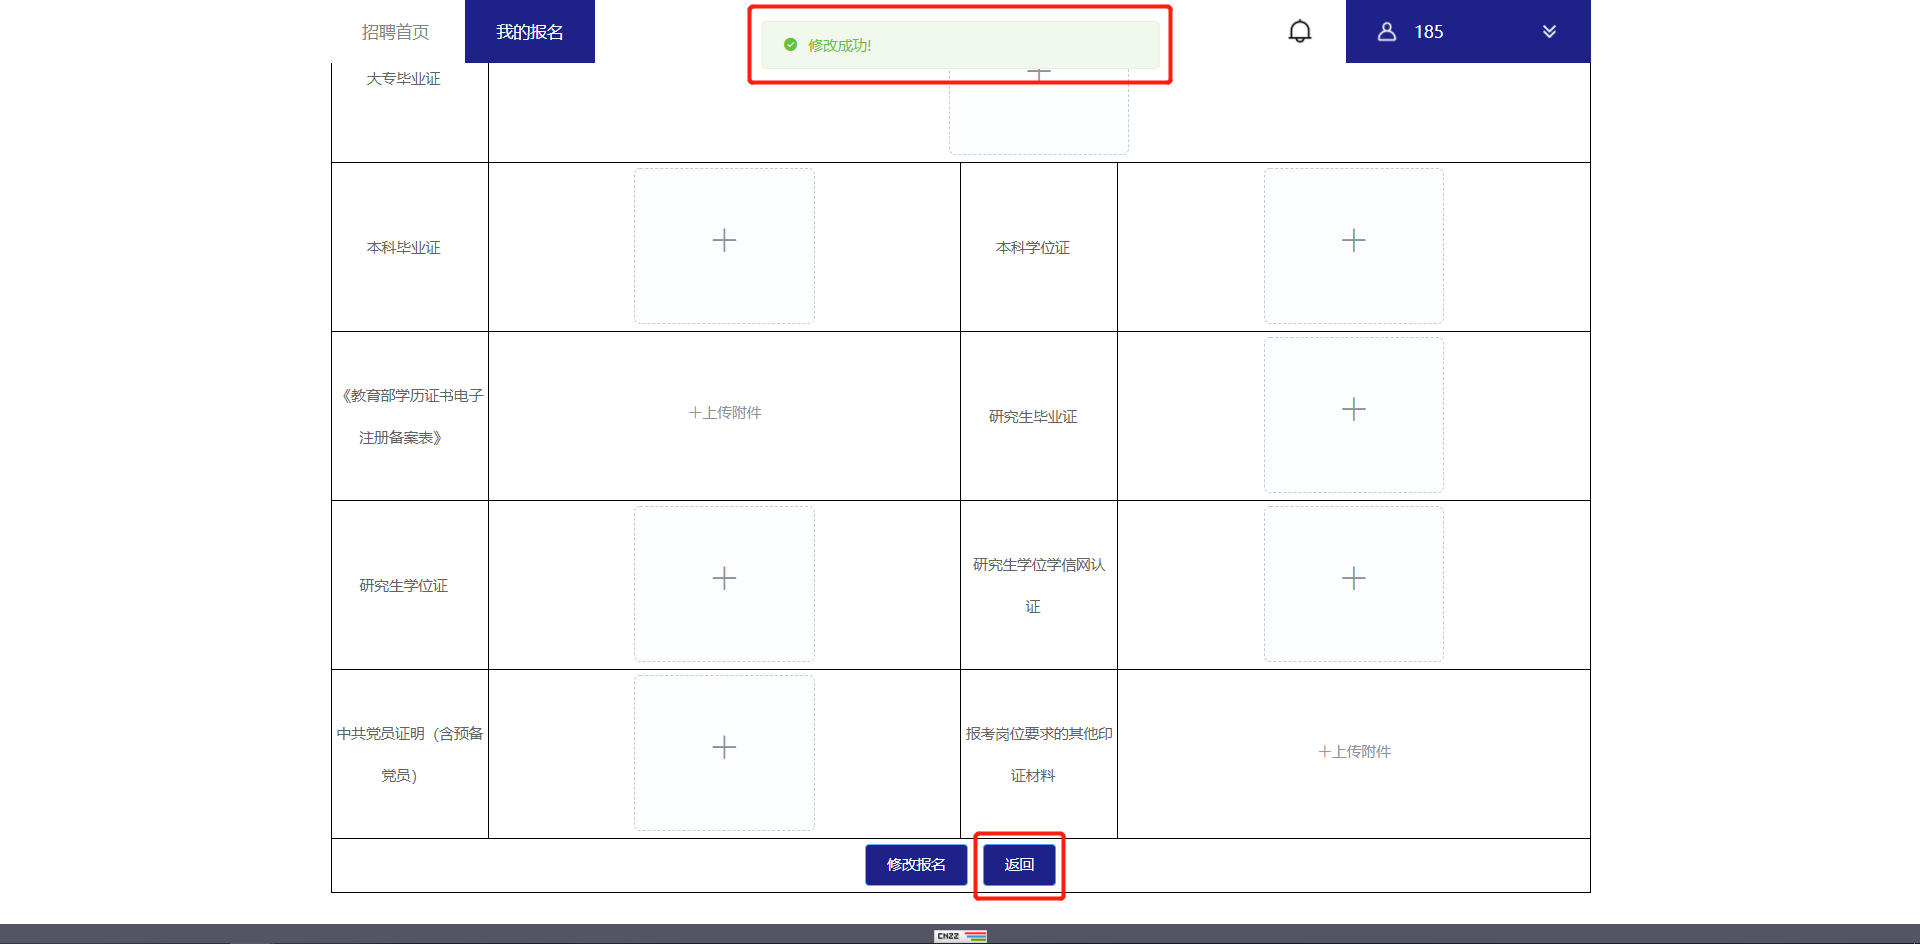 招聘首页
我的报名
修改成功!
185
大专毕业证
本科毕业证
本科学位证
《教育部学历证书电子
注册备案表》
+上传附件
研究生毕业证
研究生学位证
研究生学位学信网认
证
中共党员证明（含预备
党员）
报考岗位要求的其他印
证材料
+上传附件
修改报名
返回
CNZZ